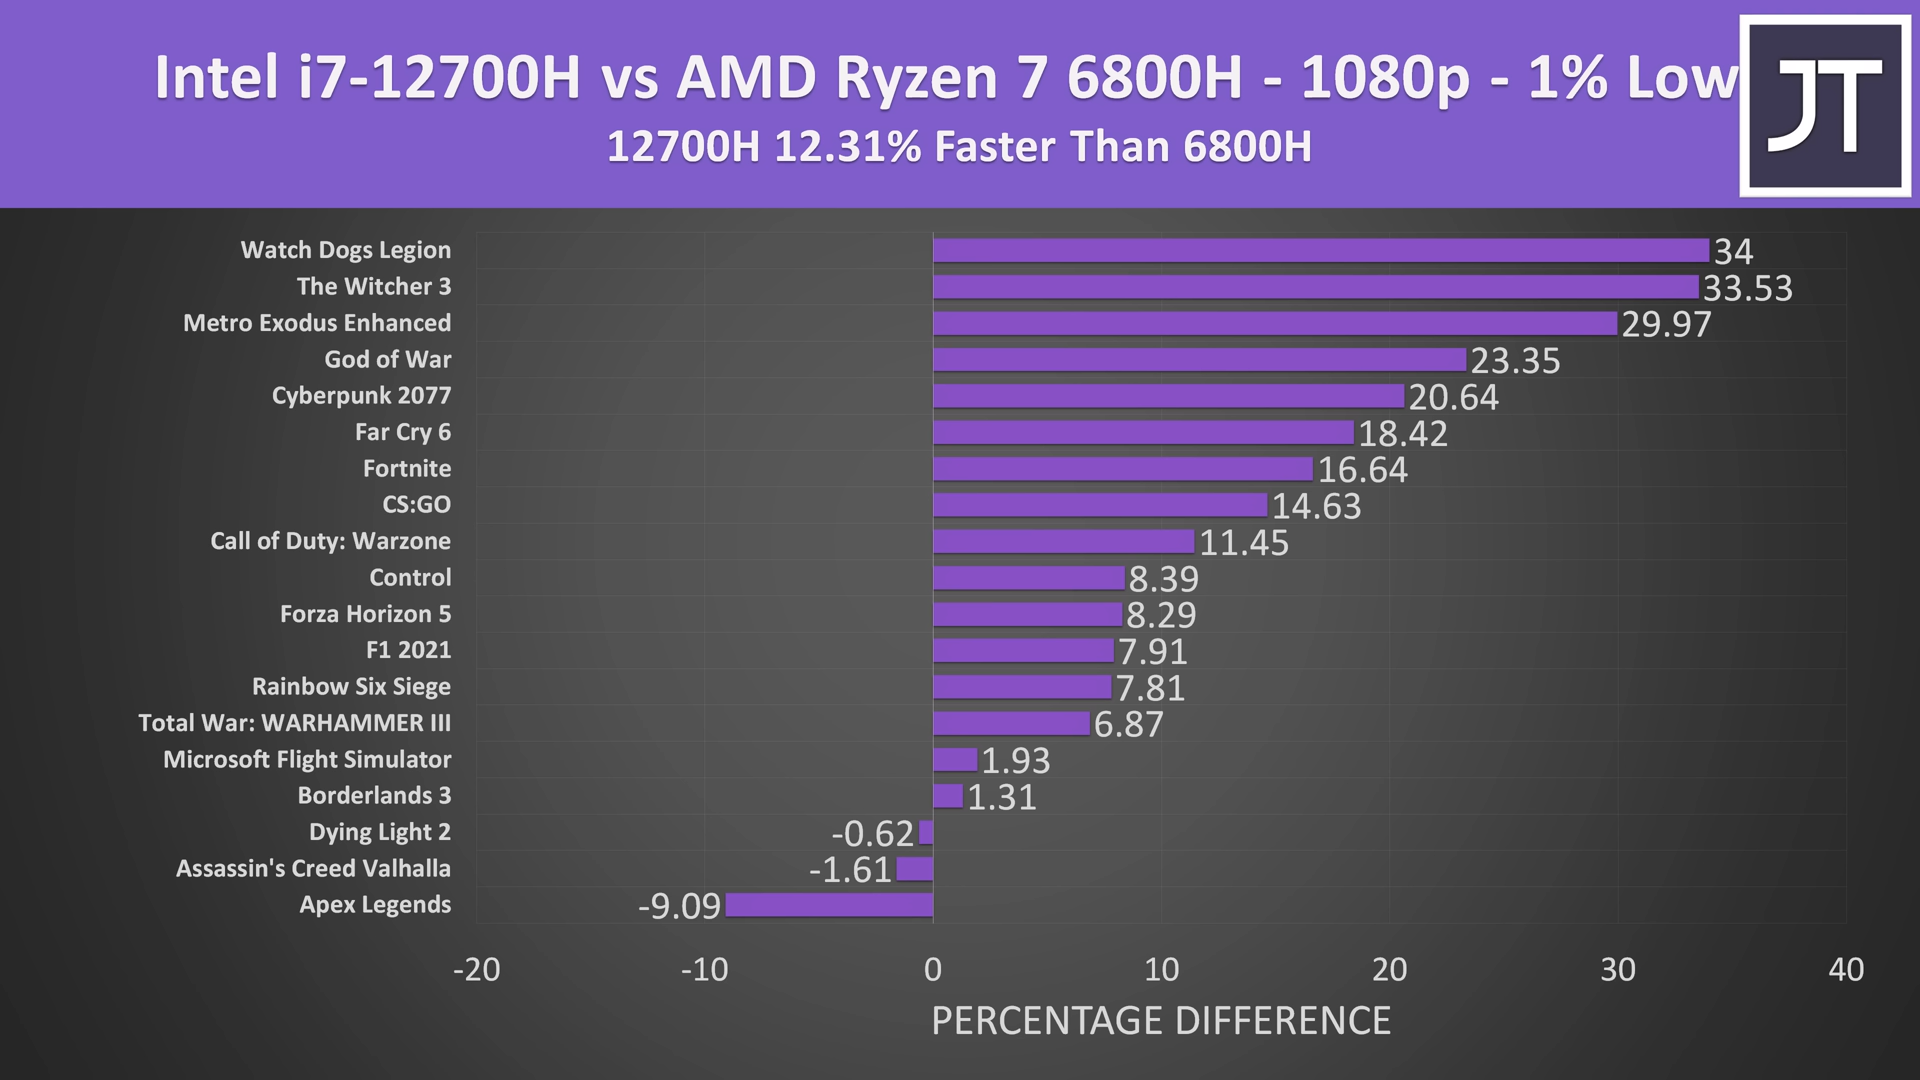 Intel i7-12700H vs AMD Ryzen 7 6800H - 1080p - 1% Low
12700H 12.31% Faster Than 6800H
JT
Watch Dogs Legion 34
The Witcher 3 33.53
Metro Exodus Enhanced 29.97
God of War 23.35
Cyberpunk 2077 20.64
Far Cry 6 18.42
Fortnite 16.64
CS:GO 14.63
Call of Duty: Warzone 11.45
Control 8.39
Forza Horizon 5 8.29
F1 2021 7.91
Rainbow Six Siege 7.81
Total War: WARHAMMER III 6.87
Microsoft Flight Simulator 1.93
Borderlands 3 1.31
Dying Light 2 -0.62
Assassin's Creed Valhalla -1.61
Apex Legends -9.09
-20 -10 0 10 20 30 40
PERCENTAGE DIFFERENCE